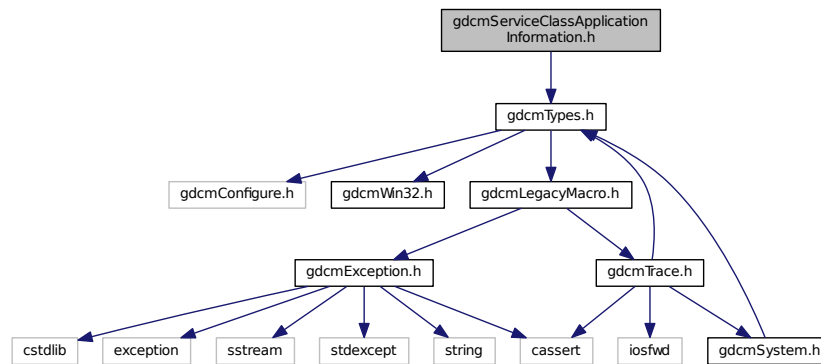 gdcmServiceClassApplication
Information.h
gdcmTypes.h
gdcmConfigure.h
gdcmWin32.h
gdcmLegacyMacro.h
gdcmException.h
gdcmTrace.h
cstdlib
exception
sstream
stdexcept
string
cassert
iosfwd
gdcmSystem.h